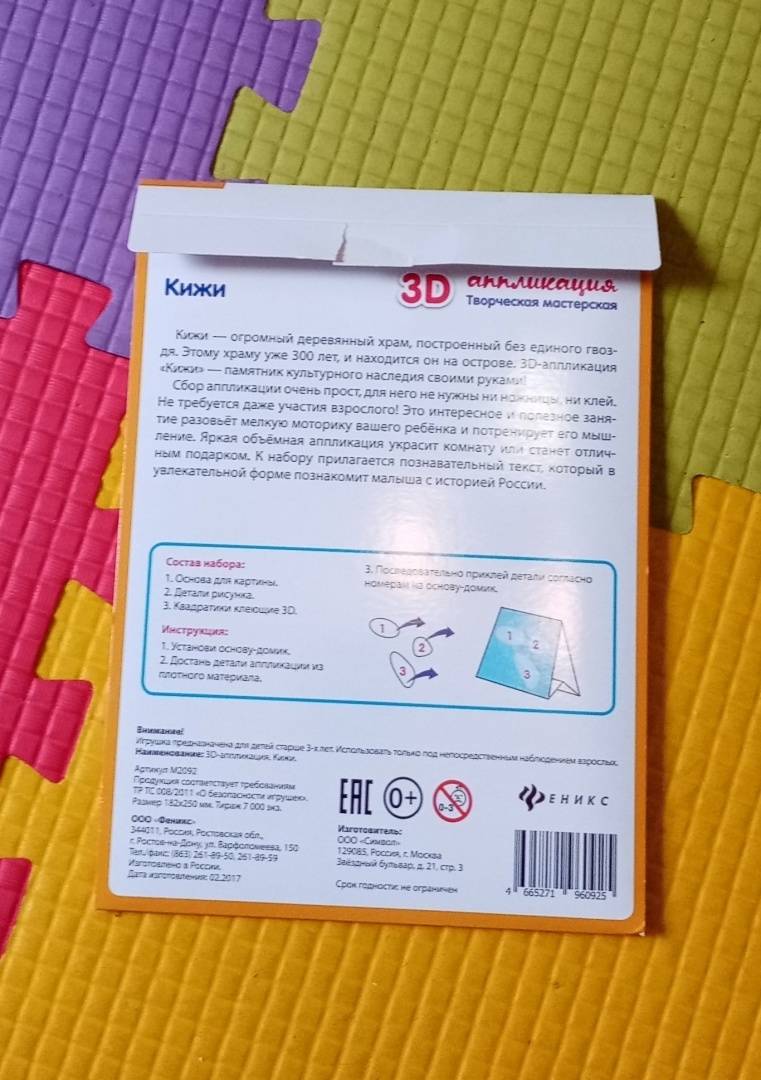 Кижи
3D аппликация
Творческая мастерская
Кижи — огромный деревянный храм, построенный без единого гвоз-
дя. Этому храму уже 300 лет, и находится он на острове. 3D-аппликация
«Кижи» — памятник культурного наследия своими руками!
Сбор аппликации очень прост, для него не нужны ни ножницы, ни клей.
Не требуется даже участия взрослого! Это интересное и полезное заня-
тие разовьёт мелкую моторику вашего ребёнка и потренирует его мыш-
ление. Яркая объёмная аппликация украсит комнату или станет отлич-
ным подарком. К набору прилагается познавательный текст, который в
увлекательной форме познакомит малыша с историей России.
Состав набора:
1. Основа для картины.
2. Детали рисунка.
3. Квадратики клеющие 3D.
Инструкция:
1. Установи основу-домик.
2. Достань детали аппликации из
плотного материала.
3. Последовательно приклей детали согласно
номерам на основу-домик.
1
2
3
1
2
3
Внимание!
Игрушка предназначена для детей старше 3-х лет. Использовать только под непосредственным наблюдением взрослых.
Наименование: 3D-аппликация. Кижи.
Артикул М2092
Продукция соответствует требованиям
ТР ТС 008/2011 «О безопасности игрушек».
Размер 182х250 мм. Тираж 7 000 экз.
ООО «Феникс»
344011, Россия, Ростовская обл.,
г. Ростов-на-Дону, ул. Варфоломеева, 150
Тел./факс: (863) 261-89-50, 261-89-59
Изготовлено в России.
Дата изготовления: 02.2017
ЕАС
0+
0-3
ФЕНИКС
Изготовитель:
ООО «Символ»
129085, Россия, г. Москва
Звёздный бульвар, д. 21, стр. 3
Срок годности: не ограничен
4 665271 960925